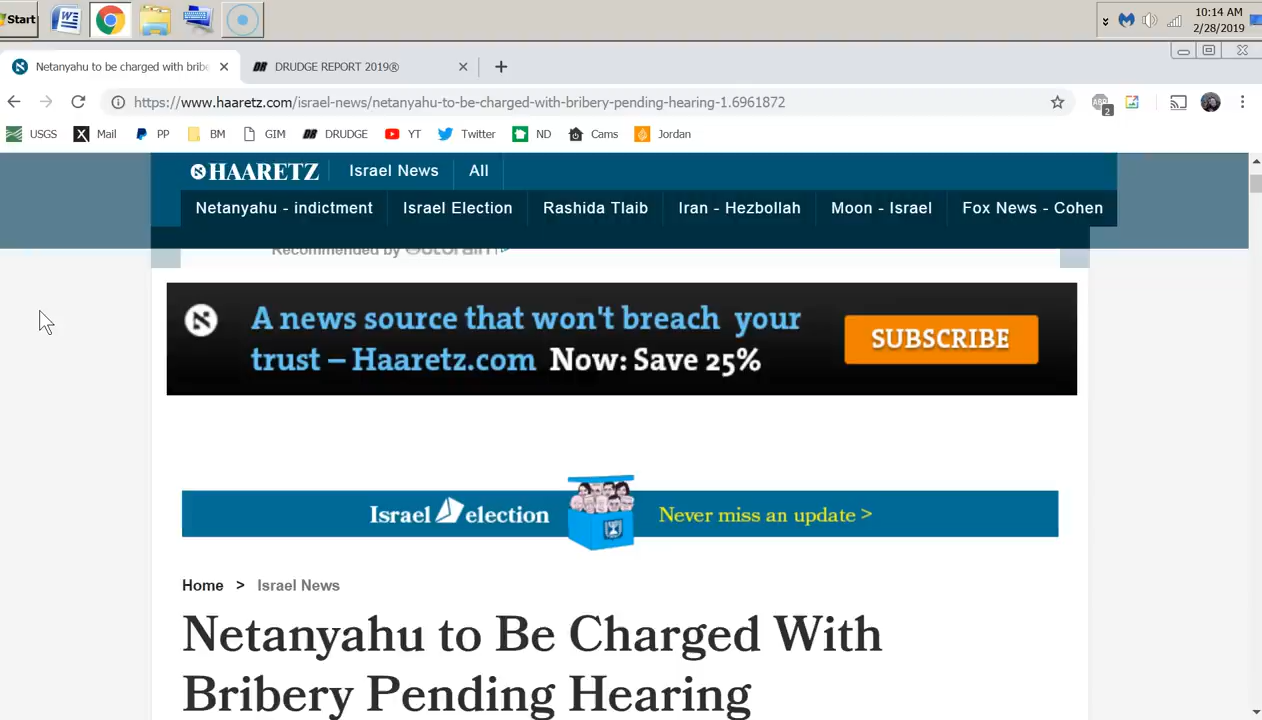 Start
10:14 AM
2/28/2019
Netanyahu to be charged with bribe
DRUDGE REPORT 2019®
https://www.haaretz.com/israel-news/netanyahu-to-be-charged-with-bribery-pending-hearing-1.6961872
ABP
2
USGS Mail PP BM GIM DRUDGE YT Twitter ND Cams Jordan
HAARETZ Israel News All
Netanyahu - indictment Israel Election Rashida Tlaib Iran - Hezbollah Moon - Israel Fox News - Cohen
Recommended by
A news source that won't breach your
trust – Haaretz.com Now: Save 25%
SUBSCRIBE
Israel election Never miss an update >
Home > Israel News
Netanyahu to Be Charged With
Bribery Pending Hearing